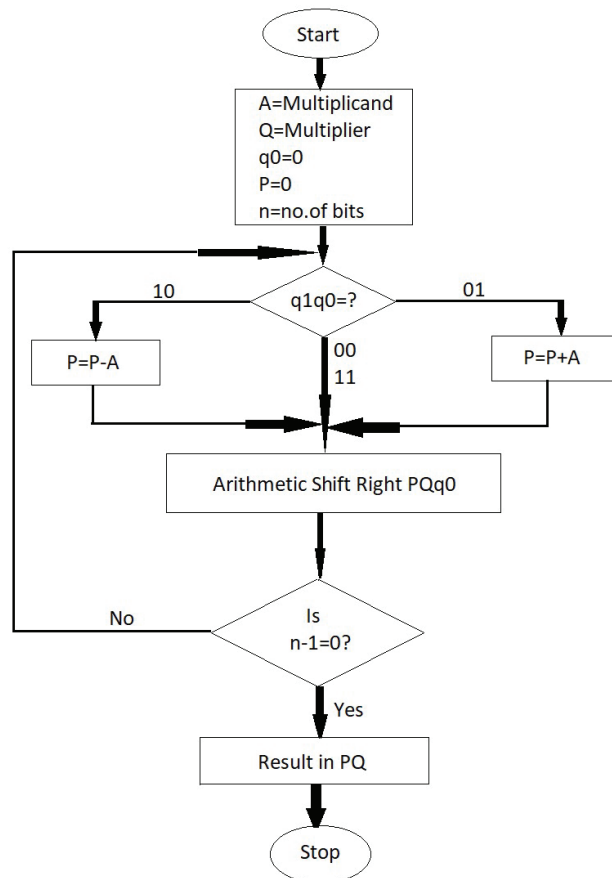 Start
A=Multiplicand
Q=Multiplier
q0=0
P=0
n=no.of bits
q1q0=?
10
01
00
11
P=P-A
P=P+A
Arithmetic Shift Right PQq0
Is
n-1=0?
No
Yes
Result in PQ
Stop